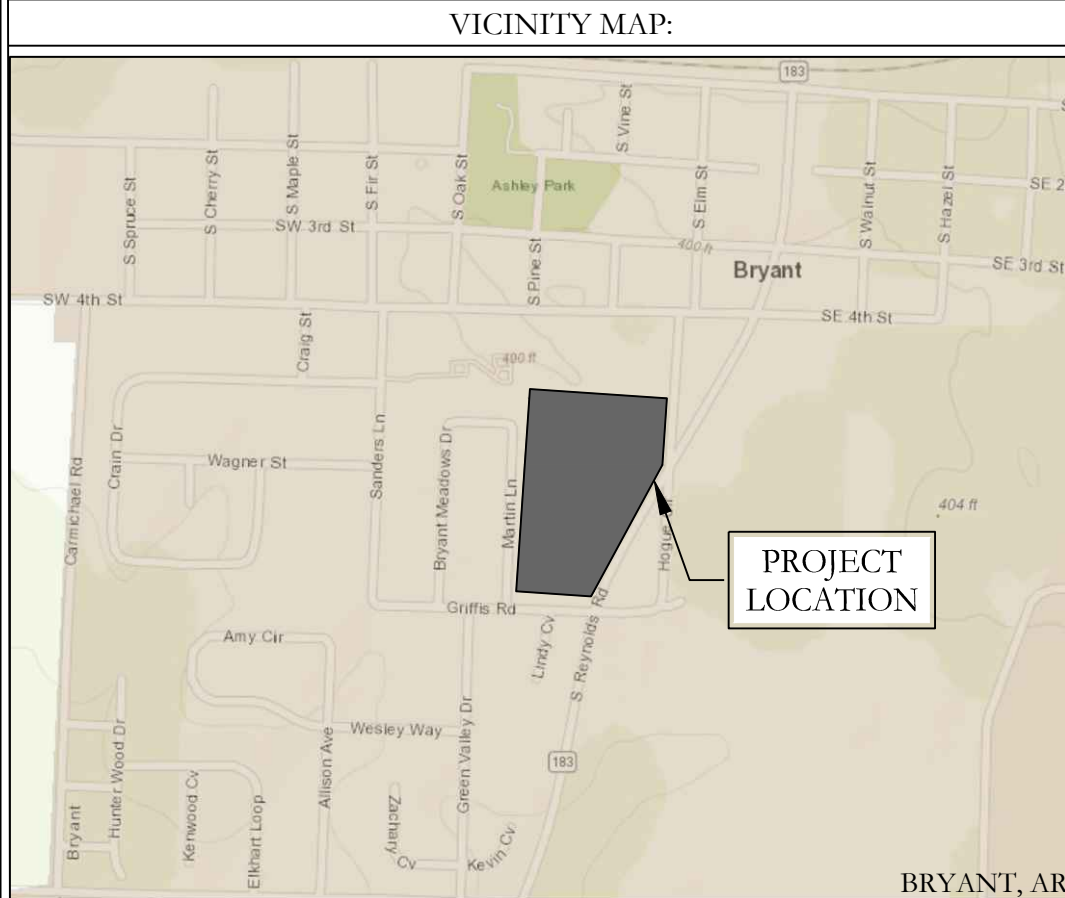 VICINITY MAP:
183
S Vine St
S Cherry St
S Maple St
S Fir St
S Oak St
Ashley Park
S Elm St
S Walnut St
S Hazel St
SE 2
S Spruce St
SW 3rd St
S Pine St
400 ft
Bryant
SE 3rd St
SW 4th St
SE 4th St
Craig St
400 ft
Carmichael Rd
Crain Dr
Wagner St
Sanders Ln
Bryant Meadows Dr
Martin Ln
Hogue
404 ft
PROJECT
LOCATION
Griffis Rd
Amy Cir
Lindy Cv
S Reynolds Rd
Wesley Way
Green Valley Dr
Allison Ave
Hunter Wood Dr
183
Bryant
Kenwood Cv
Elkhart Loop
Zachary
Cv
Kevin Cv
BRYANT, AR